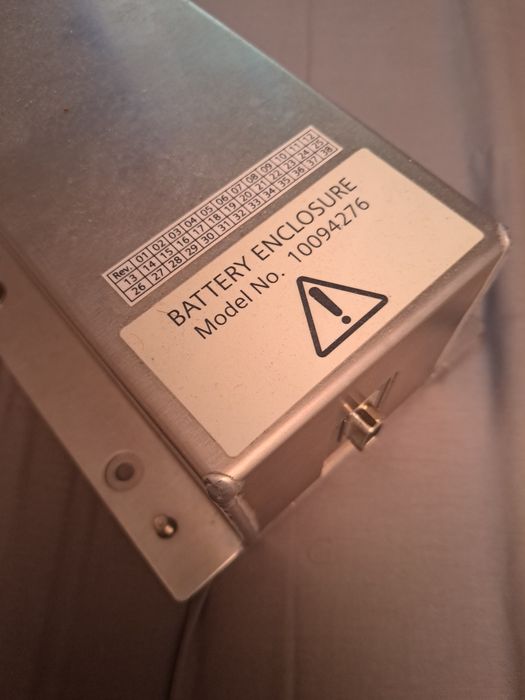 Rev. 01 02 03 04 05 06 07 08 09 10 11 12
13 14 15 16 17 18 19 20 21 22 23 24 25
26 27 28 29 30 31 32 33 34 35 36 37 38
BATTERY ENCLOSURE
Model No. 10094276